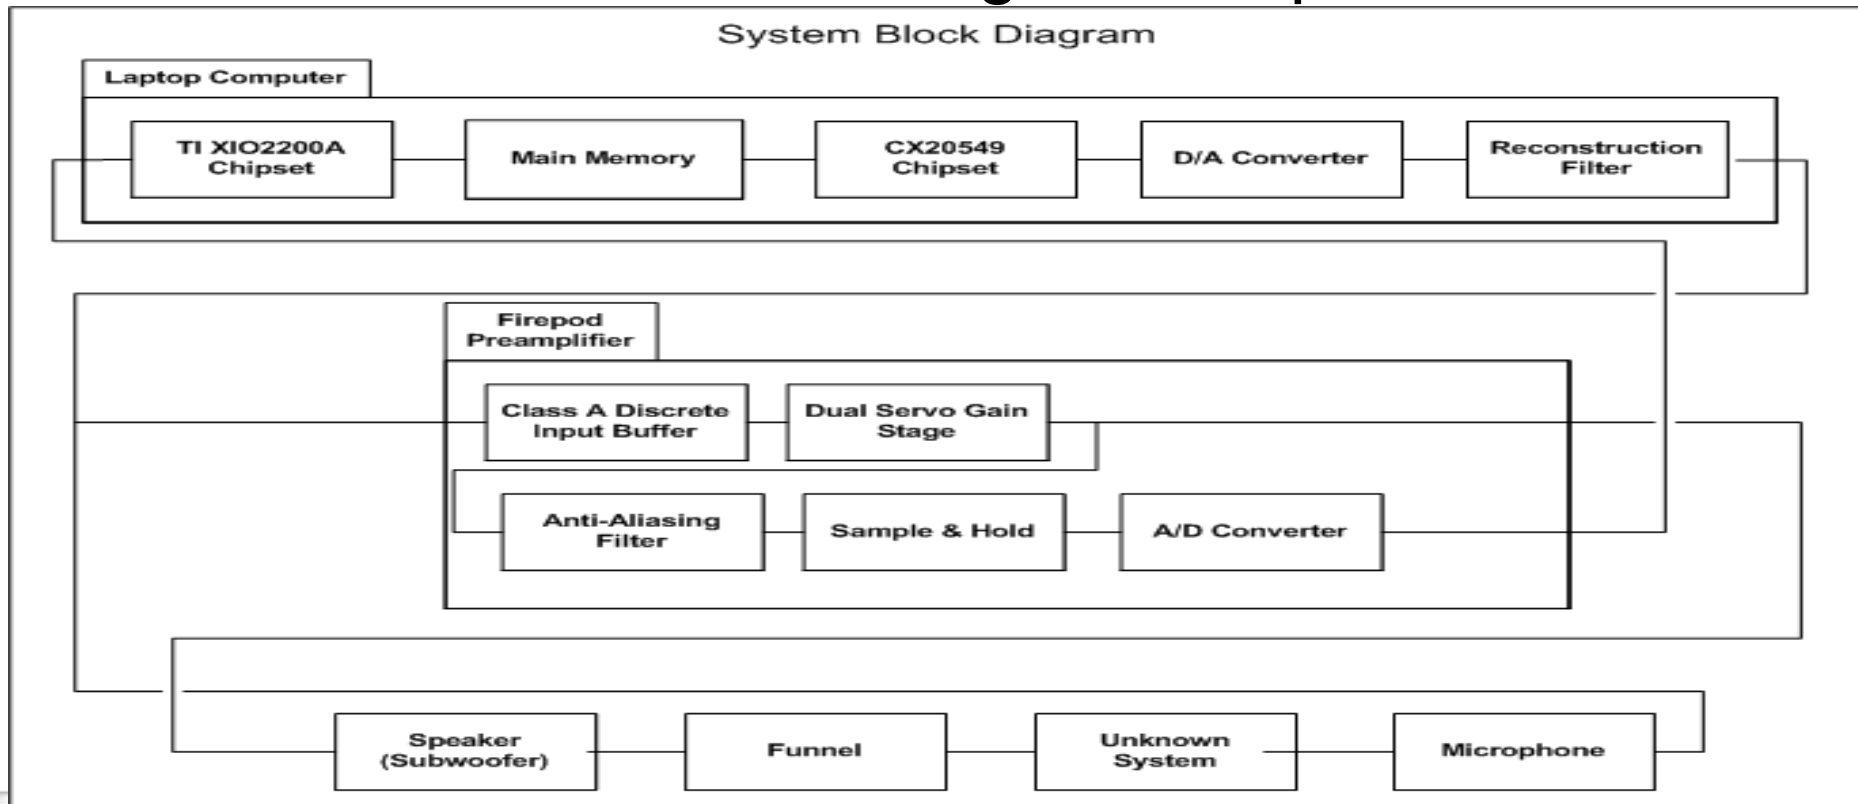 System Block Diagram
Laptop Computer
TI XIO2200A
Chipset
Main Memory
CX20549
Chipset
D/A Converter
Reconstruction
Filter
Firepod
Preamplifier
Class A Discrete
Input Buffer
Dual Servo Gain
Stage
Anti-Aliasing
Filter
Sample & Hold
A/D Converter
Speaker
(Subwoofer)
Funnel
Unknown
System
Microphone